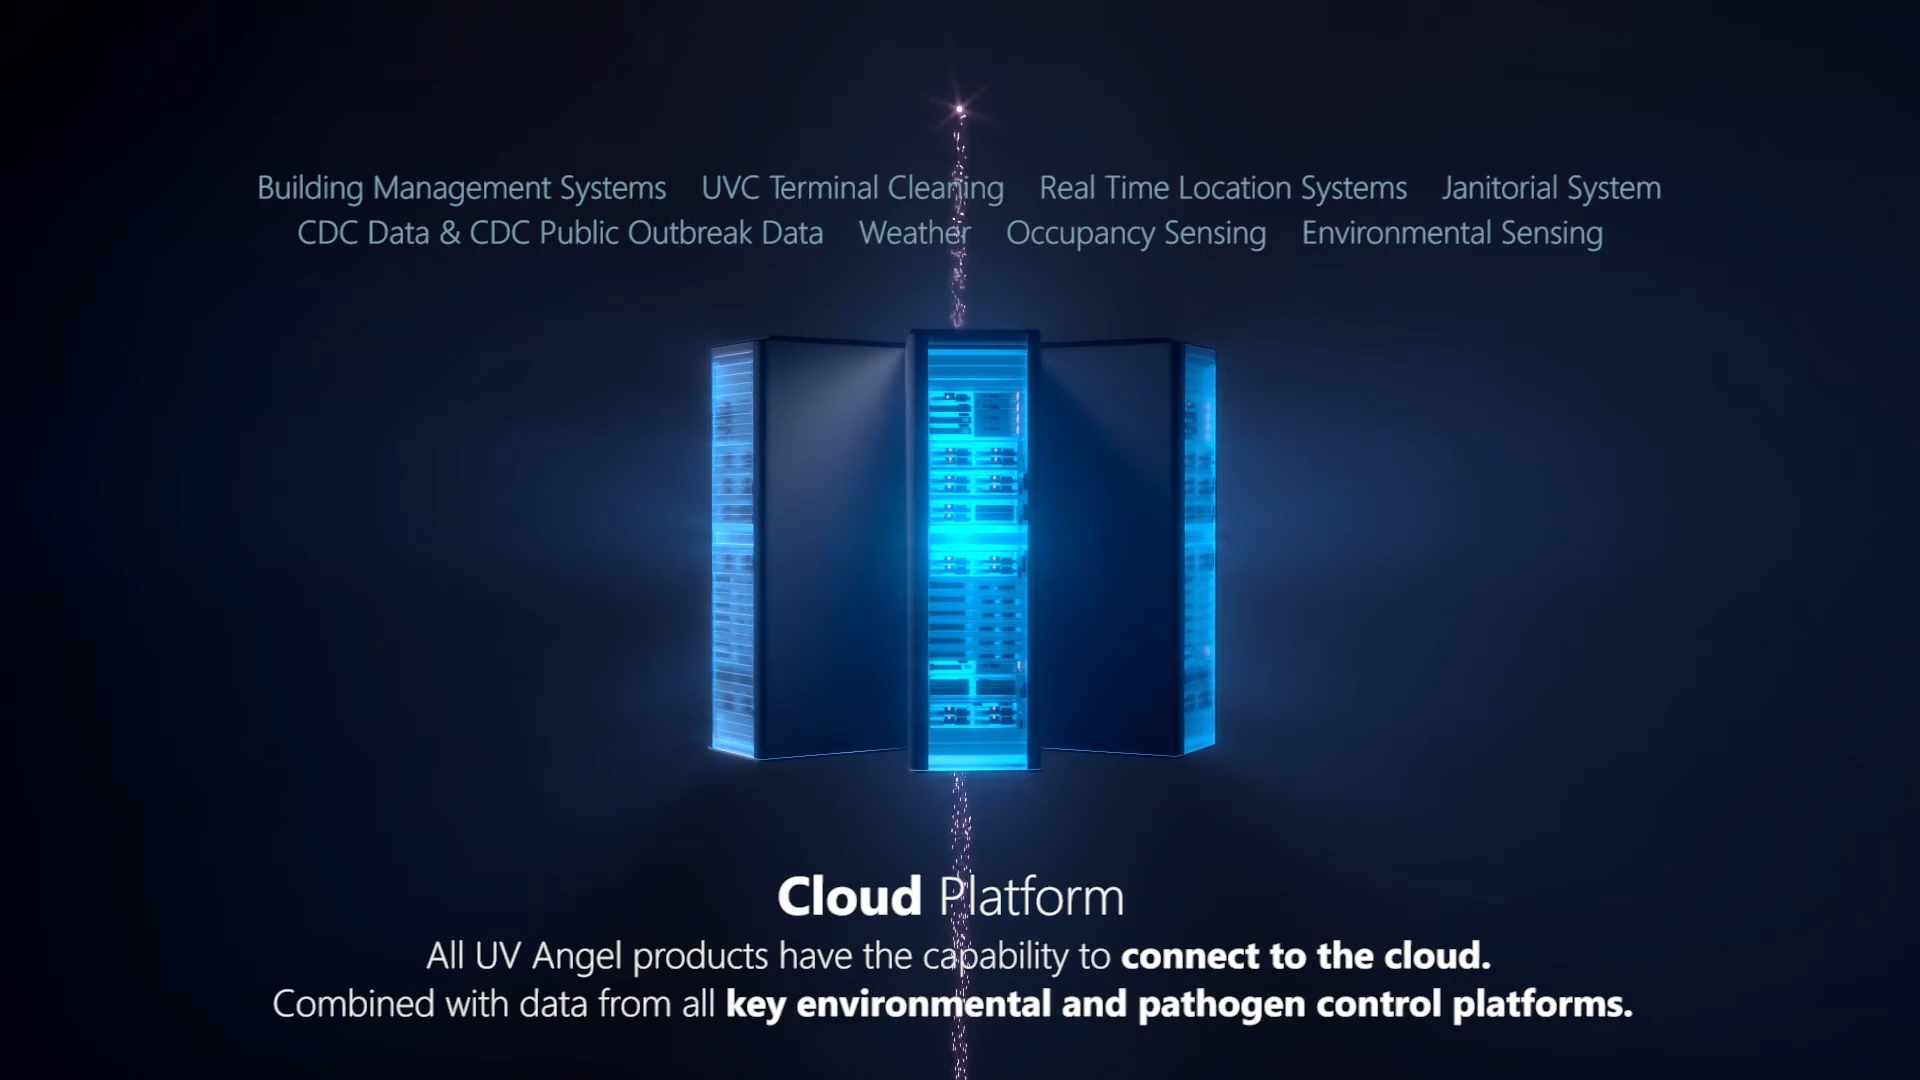 Building Management Systems UVC Terminal Cleaning Real Time Location Systems Janitorial System
CDC Data & CDC Public Outbreak Data Weather Occupancy Sensing Environmental Sensing
Cloud Platform
All UV Angel products have the capability to connect to the cloud.
Combined with data from all key environmental and pathogen control platforms.